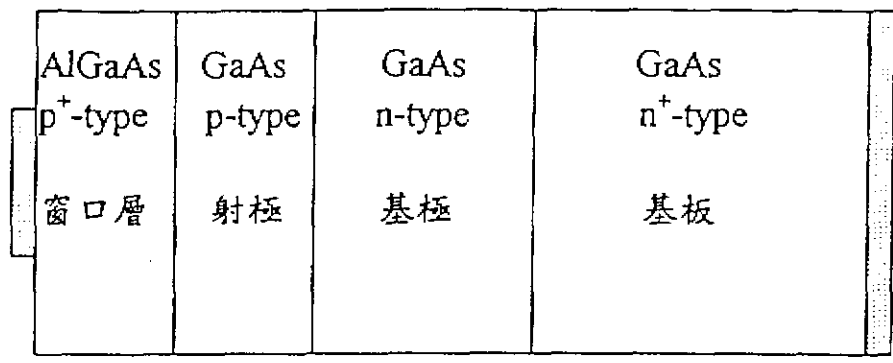 AlGaAs GaAs GaAs GaAs
p⁺-type p-type n-type n⁺-type
窗口層 射極 基極 基板